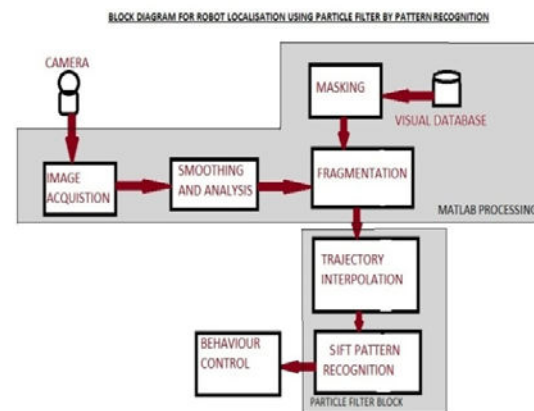 BLOCK DIAGRAM FOR ROBOT LOCALISATION USING PARTICLE FILTER BY PATTERN RECOGNITION
CAMERA
MASKING
VISUAL DATABASE
IMAGE
ACQUISTION
SMOOTHING
AND ANALYSIS
FRAGMENTATION
MATLAB PROCESSING
TRAJECTORY
INTERPOLATION
BEHAVIOUR
CONTROL
SIFT PATTERN
RECOGNITION
PARTICLE FILTER BLOCK